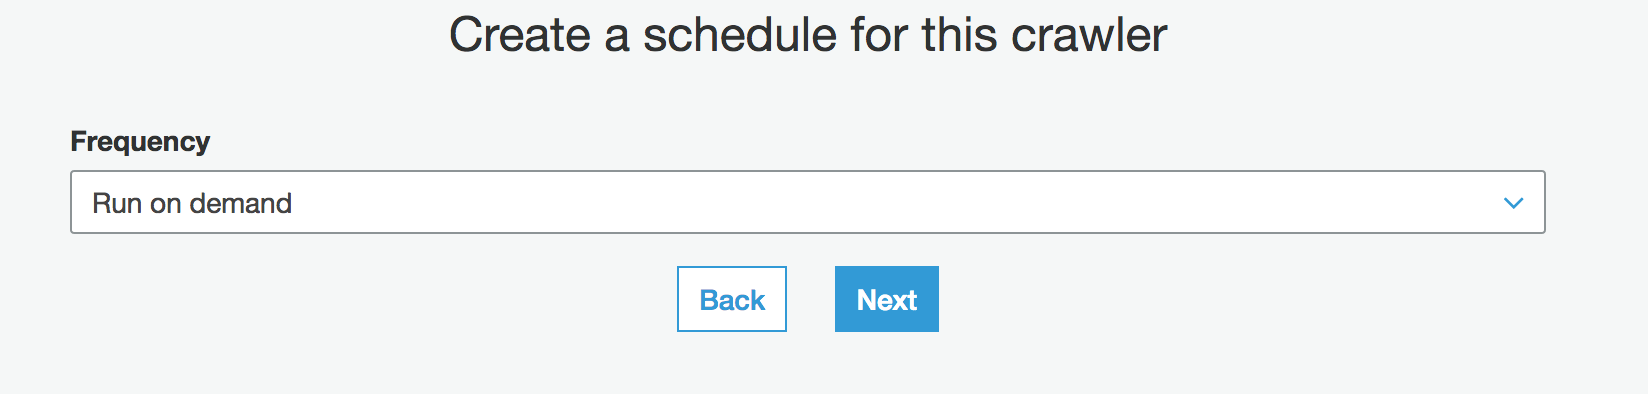 Create a schedule for this crawler
Frequency
Run on demand
Back
Next